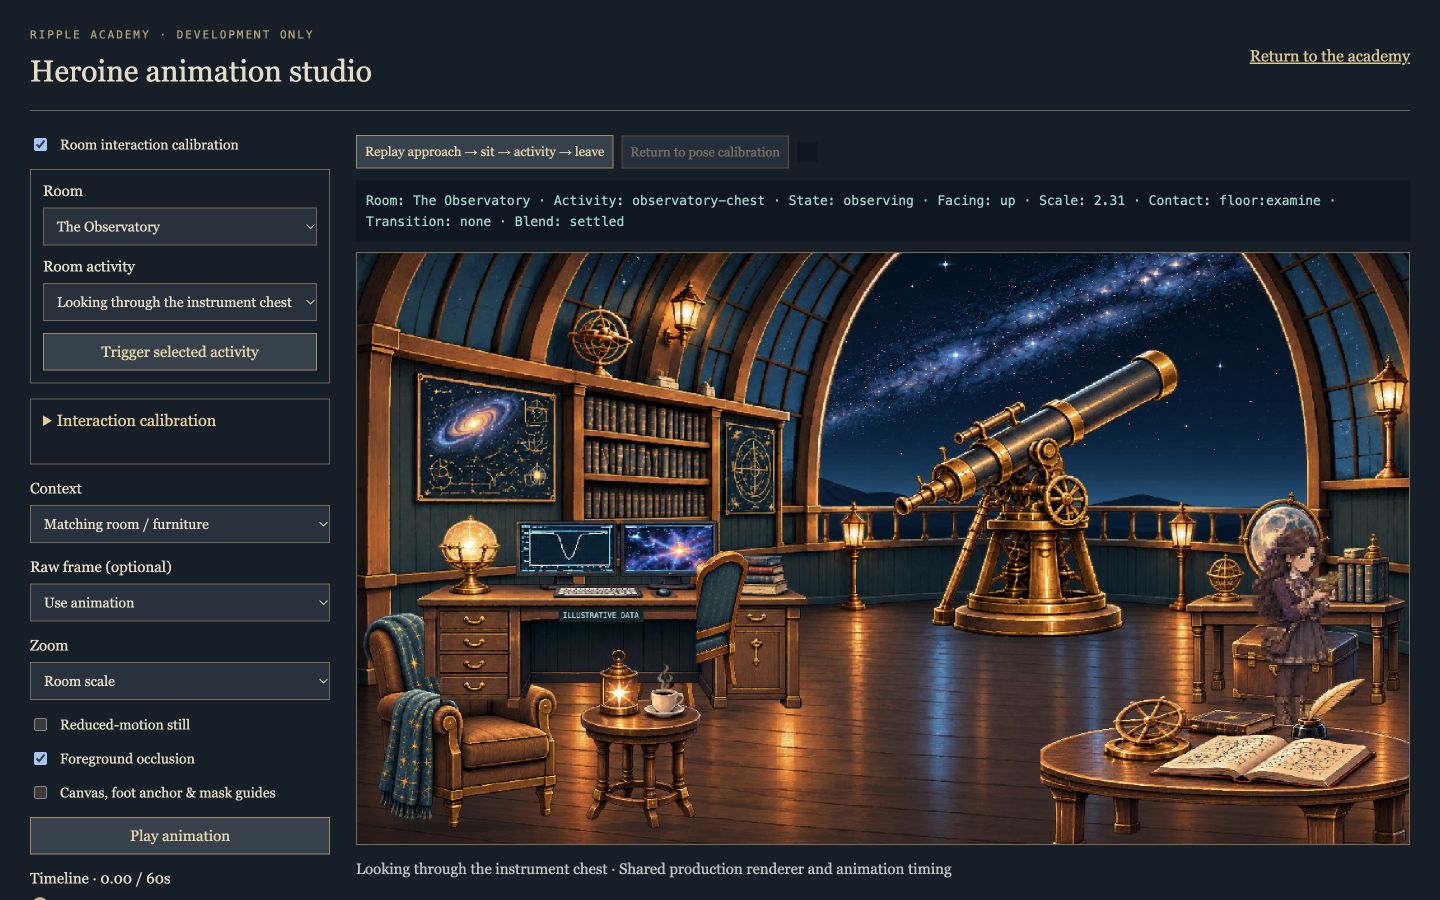 RIPPLE ACADEMY · DEVELOPMENT ONLY
Heroine animation studio
Return to the academy
Room interaction calibration
Room
The Observatory
Room activity
Looking through the instrument chest
Trigger selected activity
▶ Interaction calibration
Context
Matching room / furniture
Raw frame (optional)
Use animation
Zoom
Room scale
Reduced-motion still
Foreground occlusion
Canvas, foot anchor & mask guides
Play animation
Timeline · 0.00 / 60s
Replay approach → sit → activity → leave
Return to pose calibration
Room: The Observatory · Activity: observatory-chest · State: observing · Facing: up · Scale: 2.31 · Contact: floor:examine ·
Transition: none · Blend: settled
ILLUSTRATIVE DATA
Looking through the instrument chest · Shared production renderer and animation timing